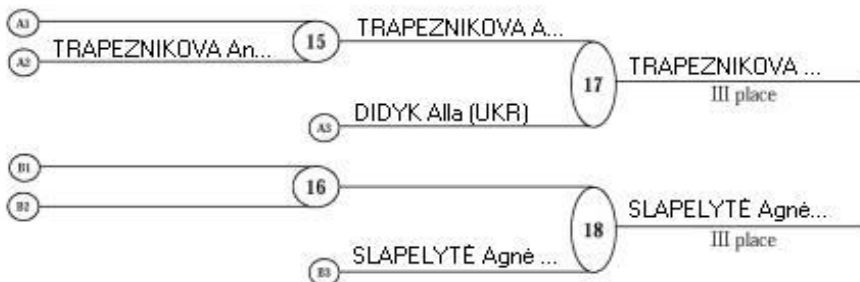 A1
TRAPEZNIKOVA A...
15
A2
TRAPEZNIKOVA An...
17
TRAPEZNIKOVA ...
III place
A3
DIDYK Alla (UKR)
B1
16
B2
18
SLAPELYTĖ Agnė...
III place
B3
SLAPELYTĖ Agnė ...